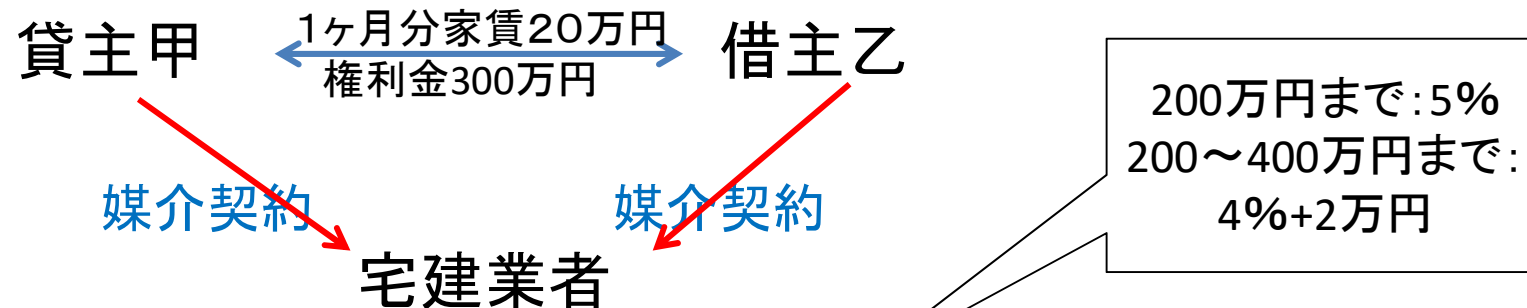 貸主甲
1ヶ月分家賃20万円
権利金300万円
借主乙
200万円まで:5%
200～400万円まで:
4%+2万円
媒介契約
媒介契約
宅建業者